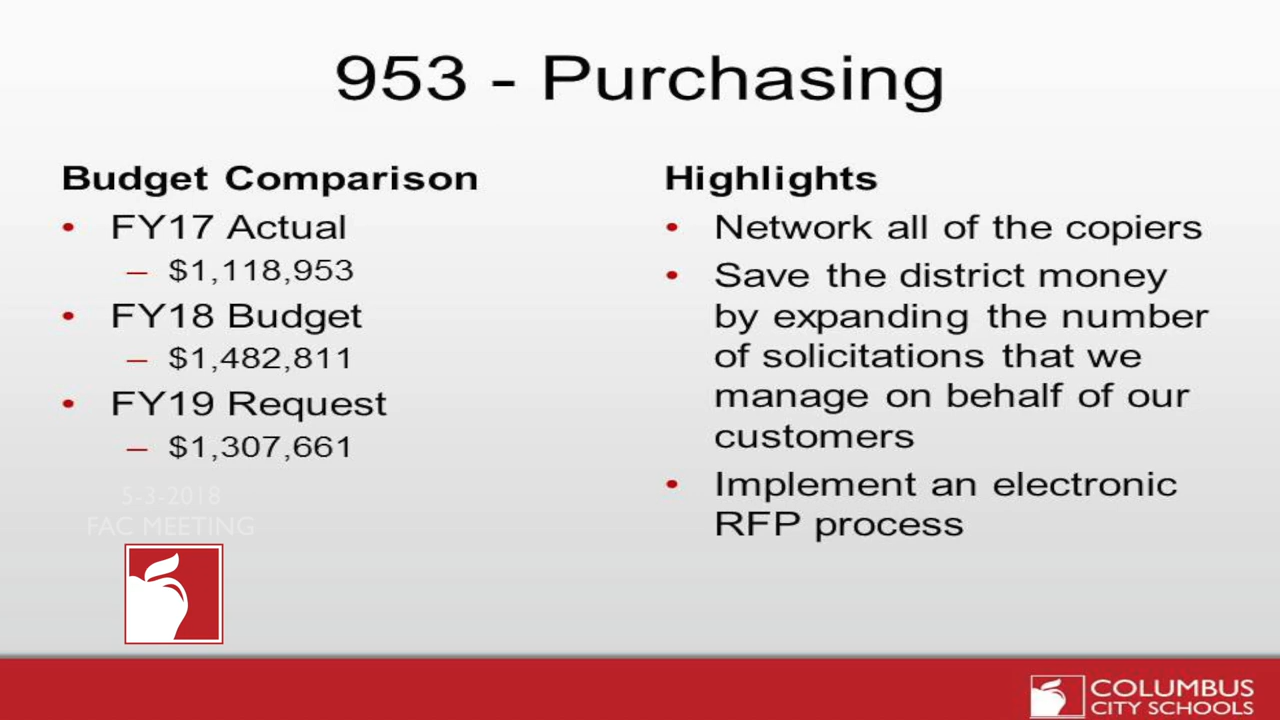 953 - Purchasing
Budget Comparison
• FY17 Actual
– $1,118,953
• FY18 Budget
– $1,482,811
• FY19 Request
– $1,307,661
Highlights
• Network all of the copiers
• Save the district money
by expanding the number
of solicitations that we
manage on behalf of our
customers
• Implement an electronic
RFP process
5-3-2018
FAC MEETING
COLUMBUS
CITY SCHOOLS